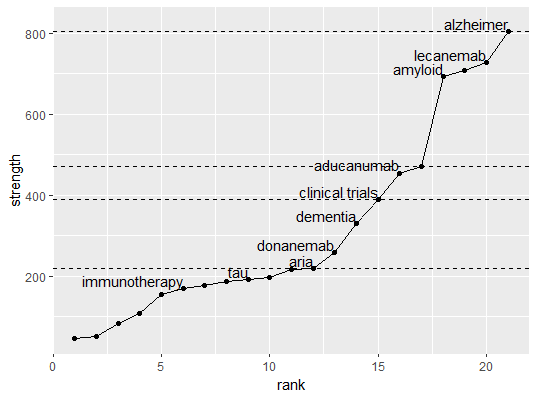 alzheimer
lecanemab
amyloid
aducanumab
clinical trials
dementia
donanemab
aria
tau
immunotherapy
800
600
400
200
strength
0
5
10
15
20
rank